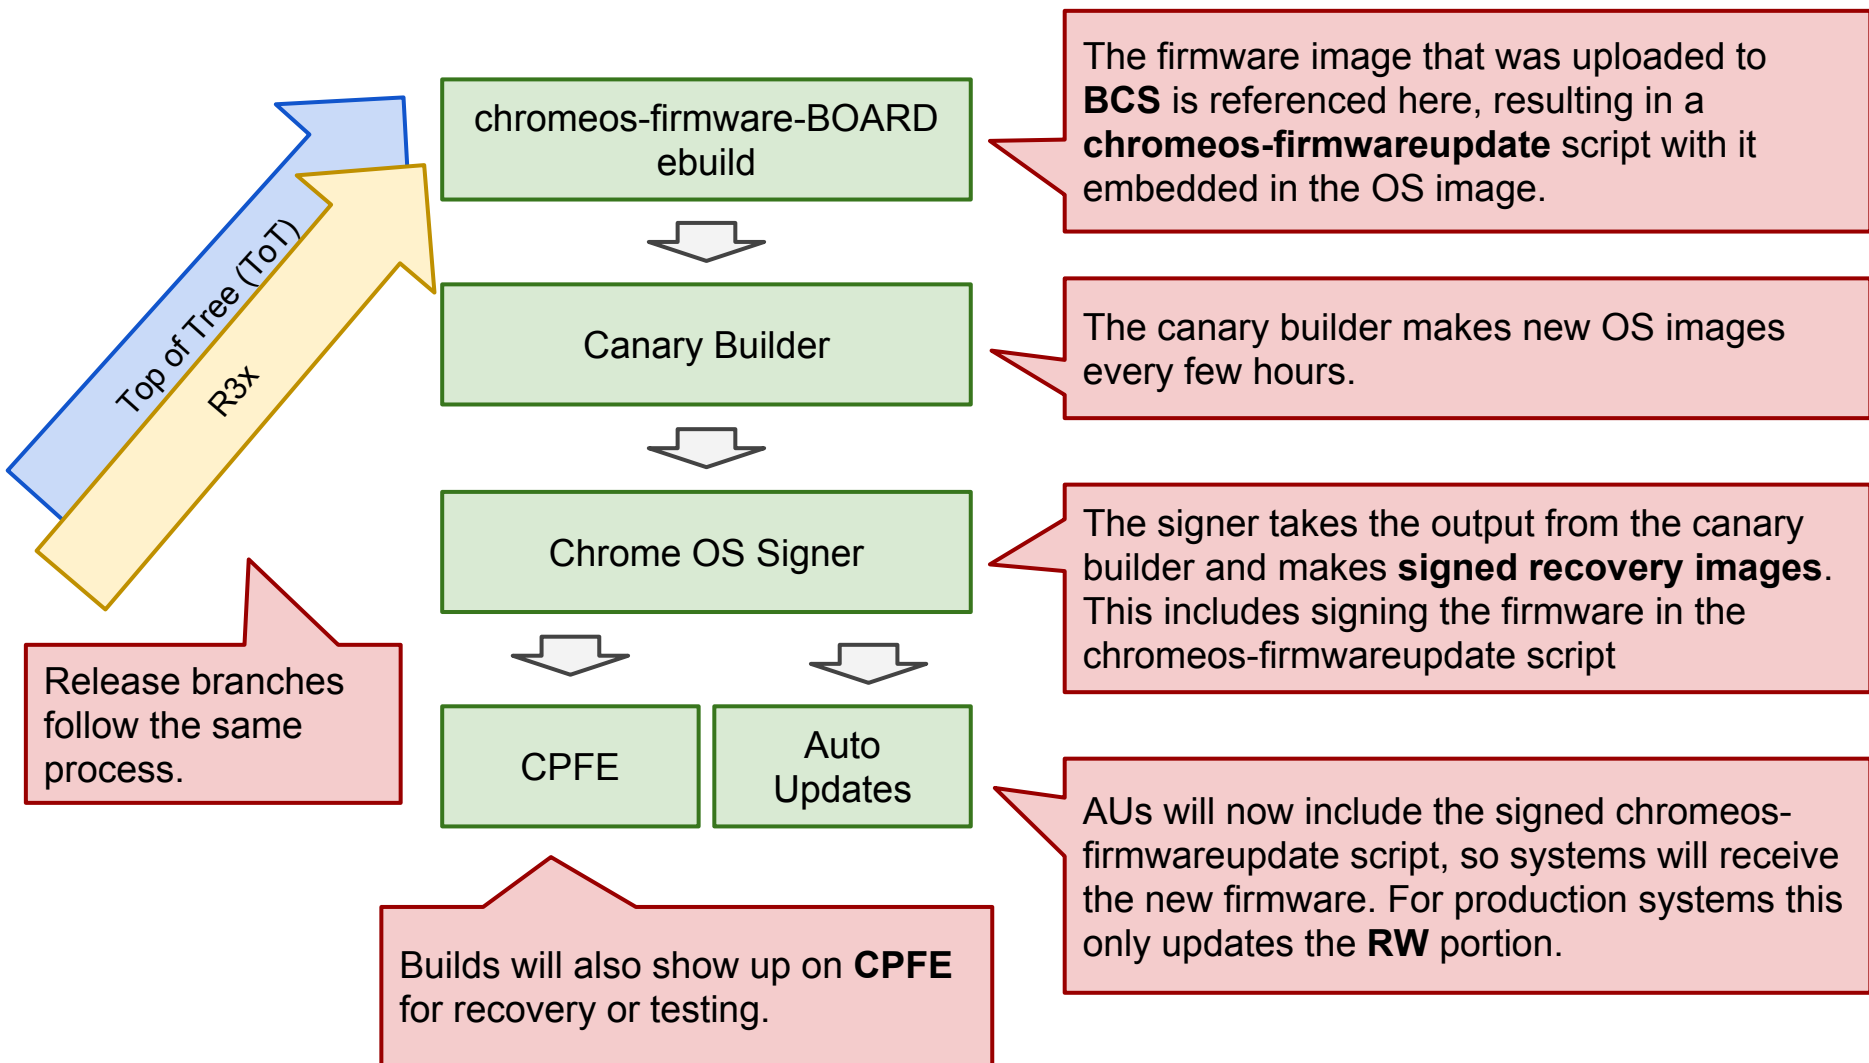 The firmware image that was uploaded to
BCS is referenced here, resulting in a
chromeos-firmwareupdate script with it
embedded in the OS image.
chromeos-firmware-BOARD
ebuild
Top of Tree (ToT)
R3x
Canary Builder
The canary builder makes new OS images
every few hours.
Chrome OS Signer
The signer takes the output from the canary
builder and makes signed recovery images.
This includes signing the firmware in the
chromeos-firmwareupdate script
Release branches
follow the same
process.
CPFE
Auto
Updates
AUs will now include the signed chromeos-
firmwareupdate script, so systems will receive
the new firmware. For production systems this
only updates the RW portion.
Builds will also show up on CPFE
for recovery or testing.